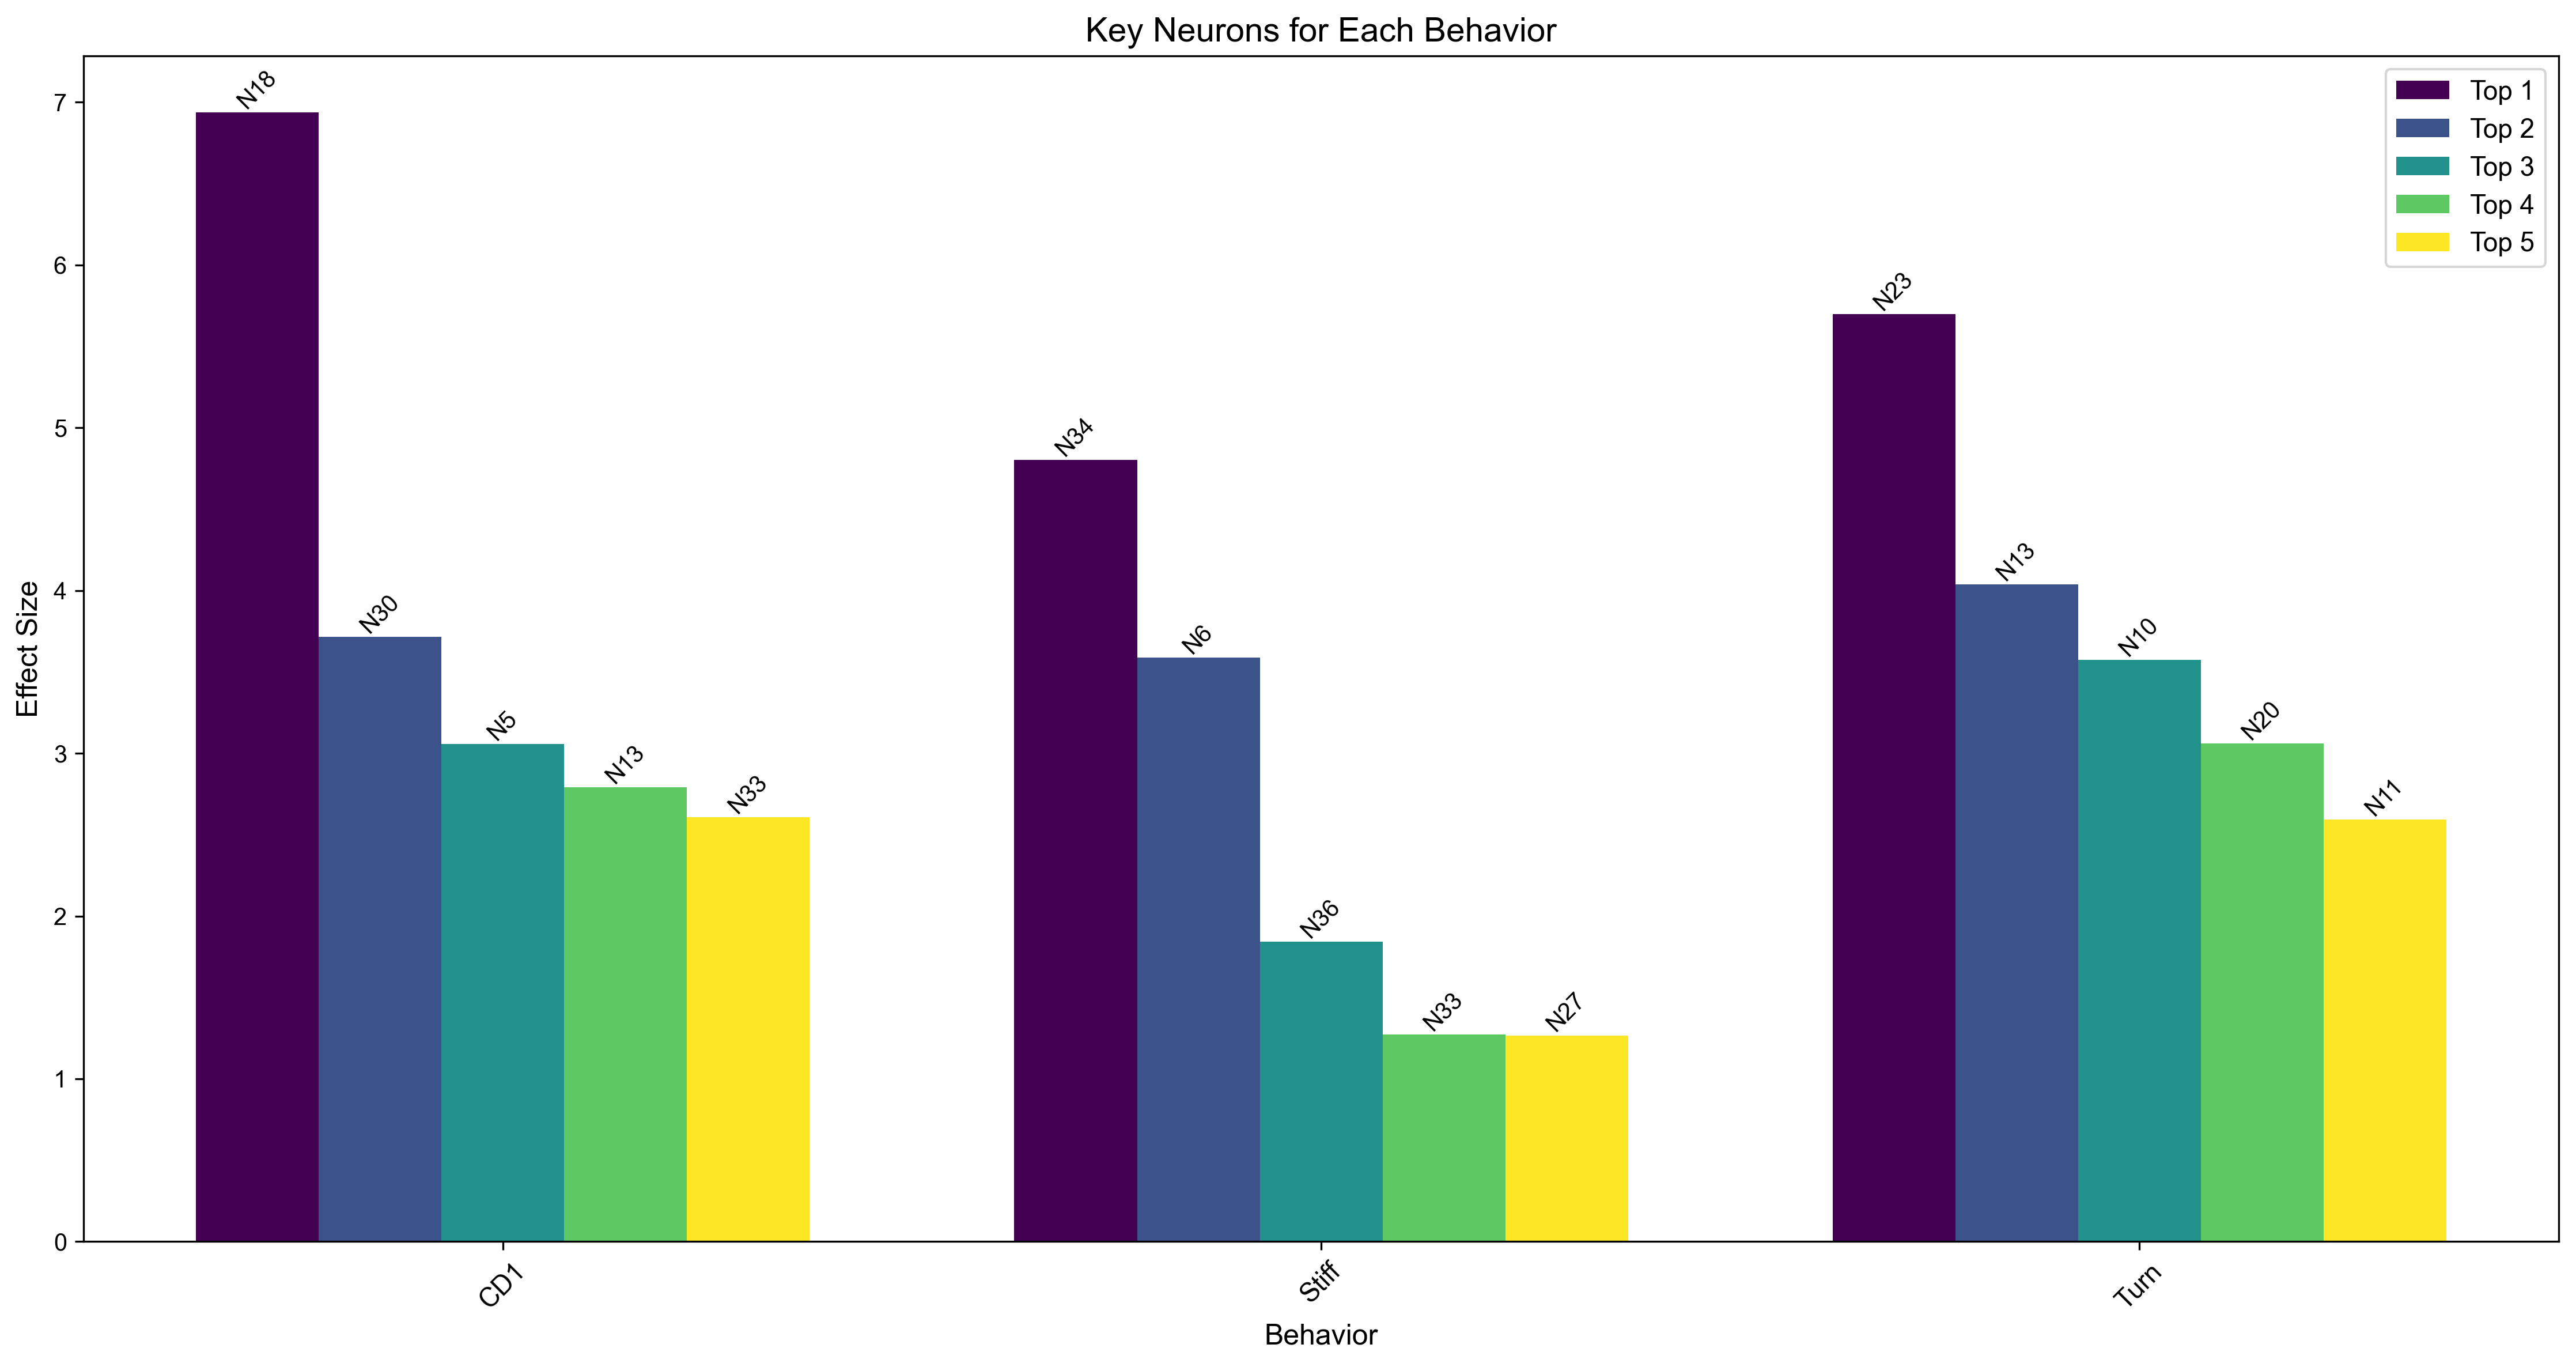 Key Neurons for Each Behavior
Top 1
Top 2
Top 3
Top 4
Top 5
Effect Size
7
6
5
4
3
2
1
0
N18
N30
N5
N13
N33
N34
N6
N36
N33
N27
N23
N13
N10
N20
N11
CD1
Stiff
Turn
Behavior